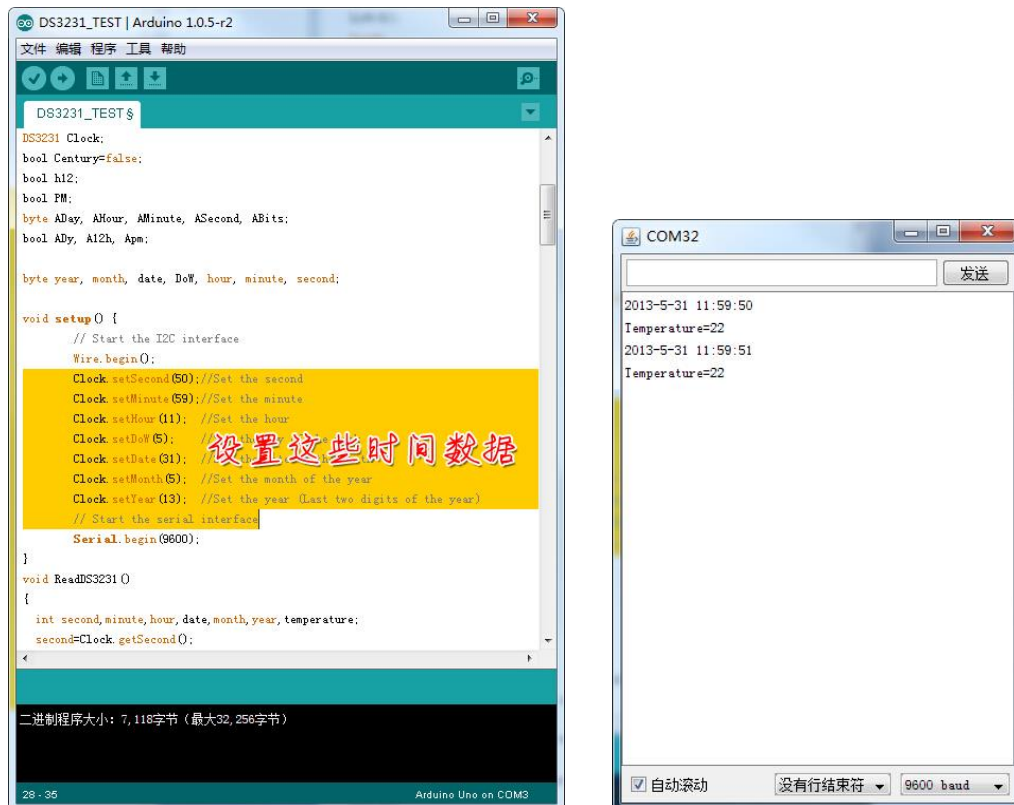 DS3231_TEST | Arduino 1.0.5-r2
文件 编辑 程序 工具 帮助
DS3231_TEST §
DS3231 Clock;
bool Century=false;
bool h12;
bool PM;
byte ADay, AHour, AMinute, ASecond, ABits;
bool ADy, A12h, Apm;
byte year, month, date, DoW, hour, minute, second;
void setup() {
// Start the I2C interface
Wire.begin();
Clock.setSecond(50);//Set the second
Clock.setMinute(59);//Set the minute
Clock.setHour(11); //Set the hour
Clock.setDoW(5); //
Clock.setDate(31); //
设置这些时间数据
Clock.setMonth(5); //Set the month of the year
Clock.setYear(13); //Set the year (Last two digits of the year)
// Start the serial interface
Serial.begin(9600);
}
void ReadDS3231()
{
int second,minute,hour,date,month,year,temperature;
second=Clock.getSecond();
二进制程序大小: 7,118字节 (最大32,256字节)
28 - 35
Arduino Uno on COM3
COM32
发送
2013-5-31 11:59:50
Temperature=22
2013-5-31 11:59:51
Temperature=22
自动滚动
没有行结束符
9600 baud